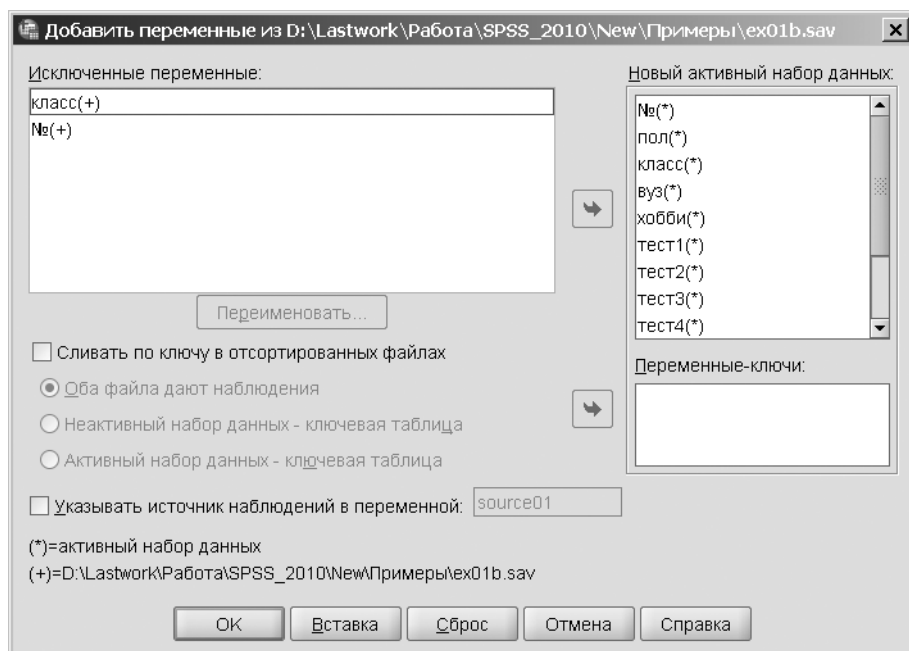 Добавить переменные из D:\Lastwork\Работа\SPSS_2010\New\Примеры\ex01b.sav
Исключенные переменные:
класс(+)
№(+)
Переименовать...
Новый активный набор данных:
№(*)
пол(*)
класс(*)
вуз(*)
хобби(*)
тест1(*)
тест2(*)
тест3(*)
тест4(*)
Сливать по ключу в отсортированных файлах
Оба файла дают наблюдения
Неактивный набор данных - ключевая таблица
Активный набор данных - ключевая таблица
Переменные-ключи:
Указывать источник наблюдений в переменной: source01
(*)=активный набор данных
(+)=D:\Lastwork\Работа\SPSS_2010\New\Примеры\ex01b.sav
OK Вставка Сброс Отмена Справка